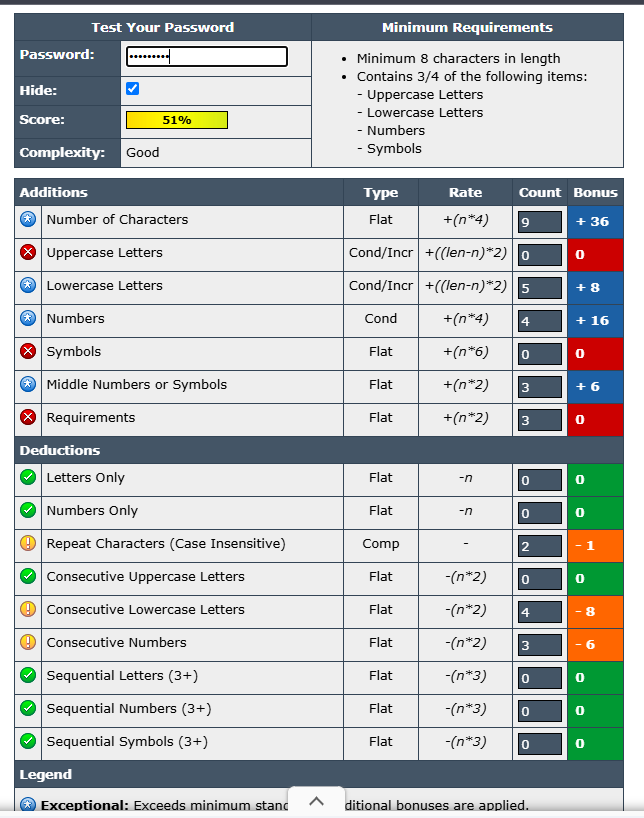 Test Your Password Minimum Requirements
Password: •••••••••
• Minimum 8 characters in length
• Contains 3/4 of the following items:
- Uppercase Letters
- Lowercase Letters
- Numbers
- Symbols
Hide:
Score: 51%
Complexity: Good
Additions Type Rate Count Bonus
Number of Characters Flat +(n*4) 9 + 36
Uppercase Letters Cond/Incr +((len-n)*2) 0 0
Lowercase Letters Cond/Incr +((len-n)*2) 5 + 8
Numbers Cond +(n*4) 4 + 16
Symbols Flat +(n*6) 0 0
Middle Numbers or Symbols Flat +(n*2) 3 + 6
Requirements Flat +(n*2) 3 0
Deductions
Letters Only Flat -n 0 0
Numbers Only Flat -n 0 0
Repeat Characters (Case Insensitive) Comp - 2 - 1
Consecutive Uppercase Letters Flat -(n*2) 0 0
Consecutive Lowercase Letters Flat -(n*2) 4 - 8
Consecutive Numbers Flat -(n*2) 3 - 6
Sequential Letters (3+) Flat -(n*3) 0 0
Sequential Numbers (3+) Flat -(n*3) 0 0
Sequential Symbols (3+) Flat -(n*3) 0 0
Legend
Exceptional: Exceeds minimum bonuses are applied.